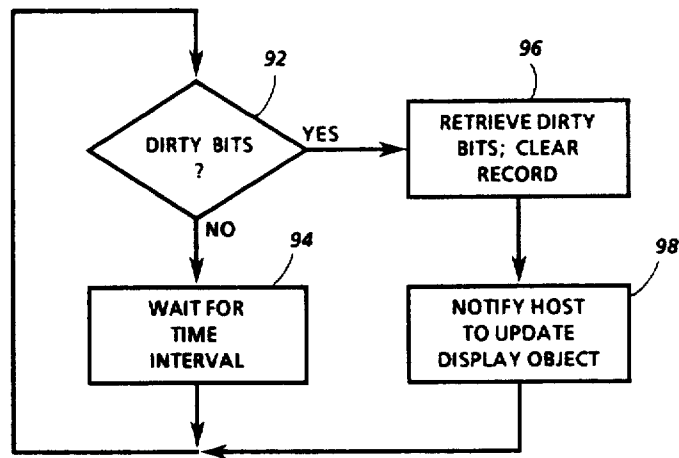 92
DIRTY BITS
?
YES
NO
96
RETRIEVE DIRTY
BITS; CLEAR
RECORD
94
WAIT FOR
TIME
INTERVAL
98
NOTIFY HOST
TO UPDATE
DISPLAY OBJECT